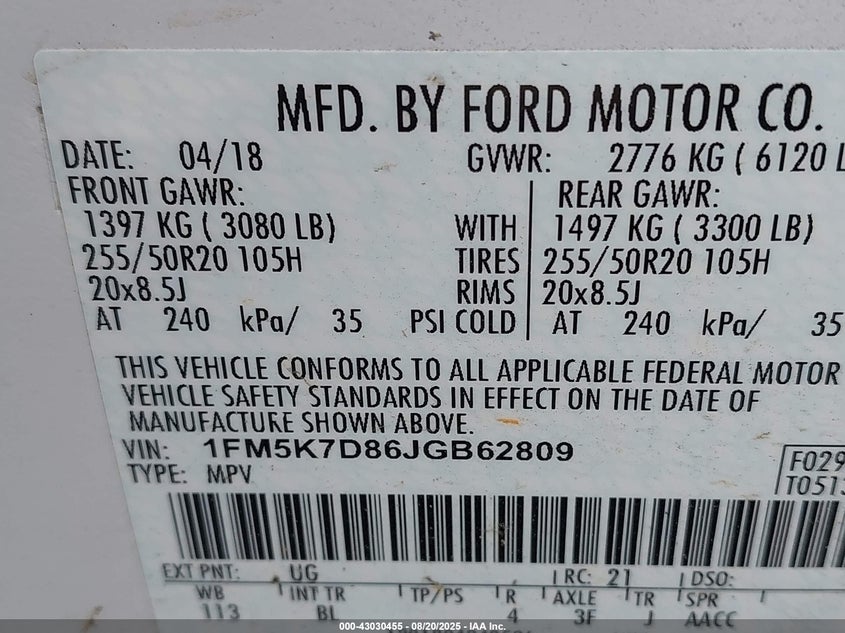 MFD. BY FORD MOTOR CO.
DATE: 04/18 GVWR: 2776 KG ( 6120 L
FRONT GAWR: REAR GAWR:
1397 KG ( 3080 LB) WITH 1497 KG ( 3300 LB)
255/50R20 105H TIRES 255/50R20 105H
20x8.5J RIMS 20x8.5J
AT 240 kPa/ 35 PSI COLD AT 240 kPa/ 35
THIS VEHICLE CONFORMS TO ALL APPLICABLE FEDERAL MOTOR
VEHICLE SAFETY STANDARDS IN EFFECT ON THE DATE OF
MANUFACTURE SHOWN ABOVE.
VIN: 1FM5K7D86JGB62809
F029
TYPE: MPV
T0513
EXT PNT: UG RC: 21 DSO:
WB INT TR TP/PS R AXLE TR SPR
113 BL 4 3F J AACC
000-43030455 - 08/20/2025 - IAA Inc.